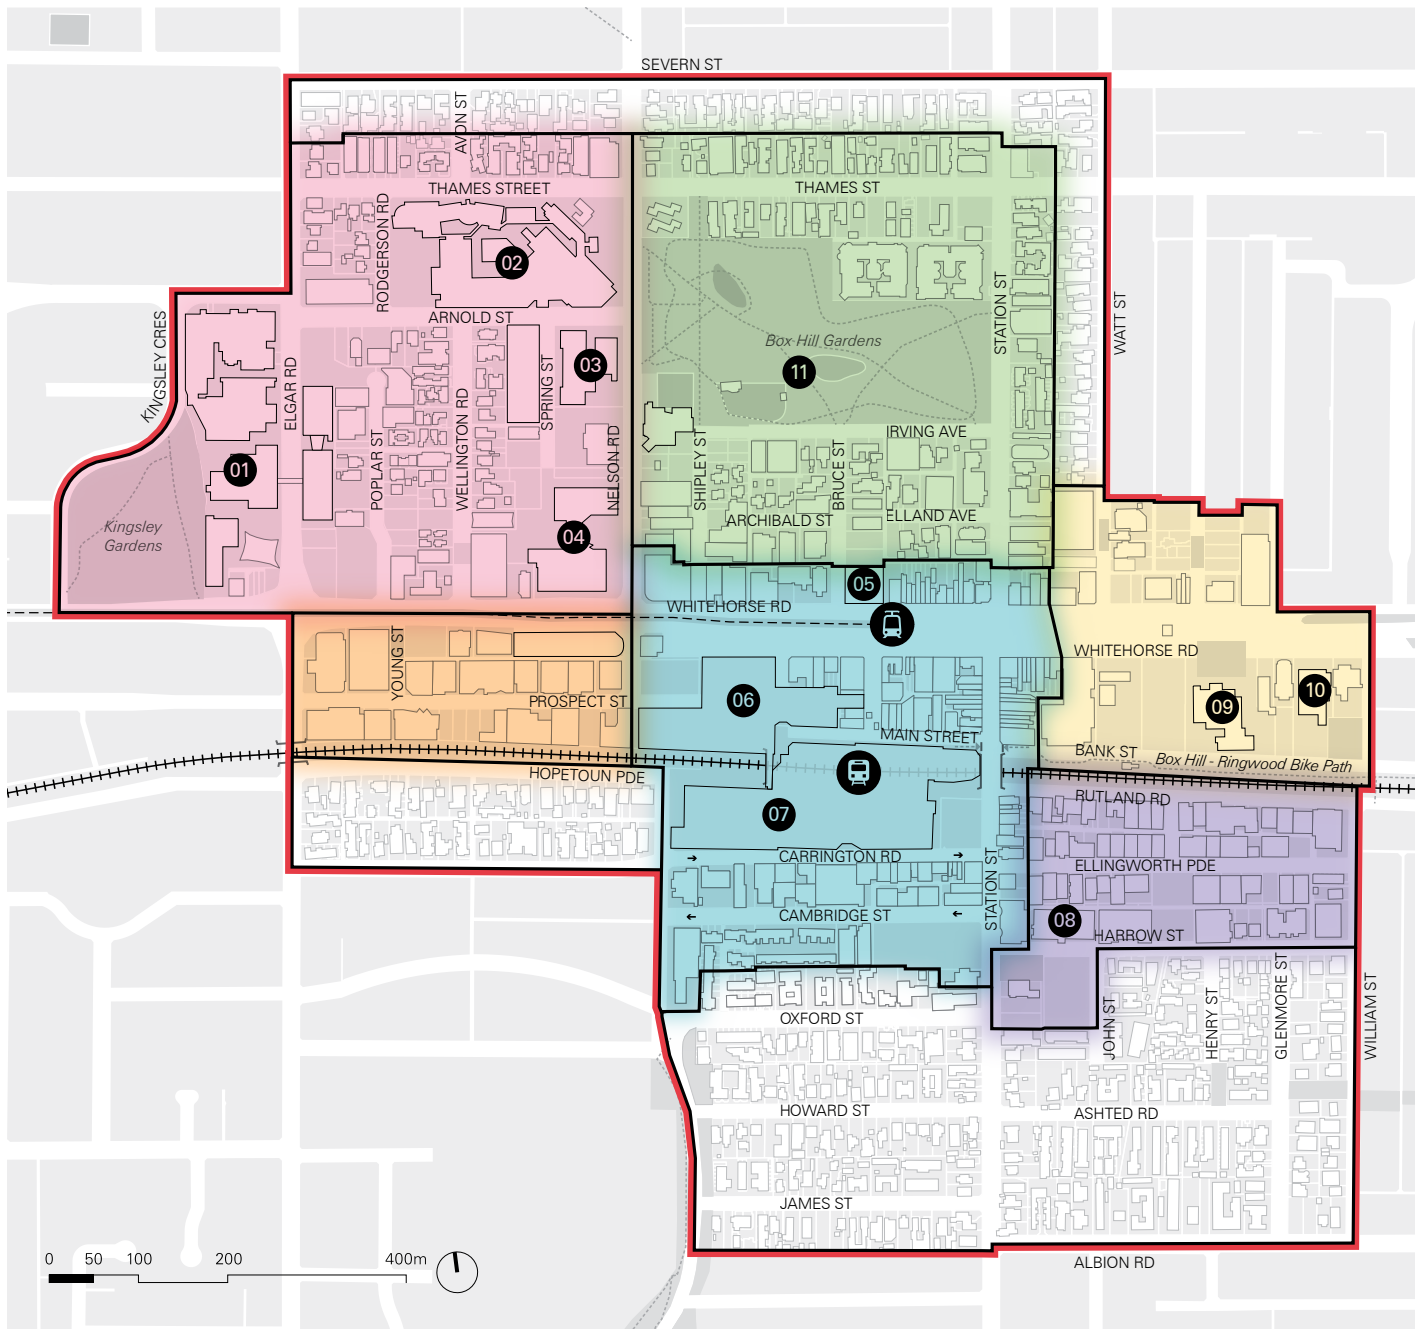 SEVERN ST
AVON ST
THAMES STREET
THAMES ST
RODGERSON RD
02
ARNOLD ST
KINGSLEY CRES
ELGAR RD
SPRING ST
03
Box Hill Gardens
11
STATION ST
WATT ST
01
POPLAR ST
WELLINGTON RD
NELSON RD
SHIPLEY ST
BRUCE ST
IRVING AVE
ARCHIBALD ST
ELLAND AVE
Kingsley
Gardens
04
05
WHITEHORSE RD
YOUNG ST
PROSPECT ST
06
MAIN STREET
WHITEHORSE RD
09
10
BANK ST
Box Hill - Ringwood Bike Path
HOPETOUN PDE
07
RUTLAND RD
CARRINGTON RD
ELLINGWORTH PDE
CAMBRIDGE ST
STATION ST
08
HARROW ST
OXFORD ST
JOHN ST
HENRY ST
GLENMORE ST
WILLIAM ST
HOWARD ST
ASHTED RD
JAMES ST
0 50 100 200 400m
ALBION RD